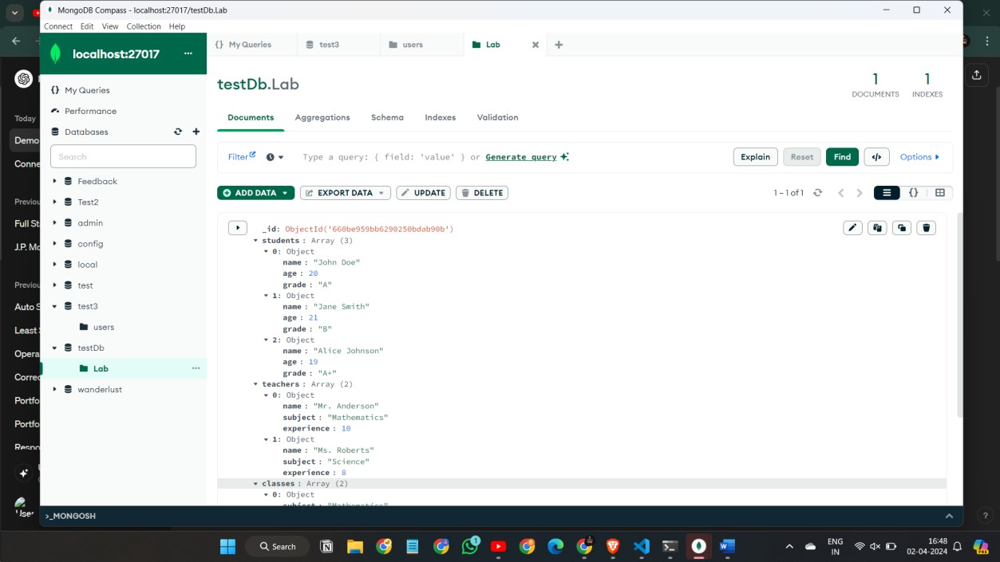 MongoDB Compass - localhost:27017/testDb.Lab
Connect Edit View Collection Help
localhost:27017 ...
{} My Queries
test3
users
Lab
My Queries
Performance
Databases
Search
Feedback
Test2
admin
config
local
test
test3
users
testDb
Lab
wanderlust
testDb.Lab
1
DOCUMENTS
1
INDEXES
Documents Aggregations Schema Indexes Validation
Filter
Type a query: { field: 'value' } or Generate query
Explain Reset Find </> Options
ADD DATA EXPORT DATA UPDATE DELETE
1 – 1 of 1
{}
_id: ObjectId('660be959bb6290250bdab90b')
students : Array (3)
0: Object
name : "John Doe"
age : 20
grade : "A"
1: Object
name : "Jane Smith"
age : 21
grade : "B"
2: Object
name : "Alice Johnson"
age : 19
grade : "A+"
teachers : Array (2)
0: Object
name : "Mr. Anderson"
subject : "Mathematics"
experience : 10
1: Object
name : "Ms. Roberts"
subject : "Science"
experience : 8
classes : Array (2)
0: Object
subject : "Mathematics"
>_MONGOSH
Today
Demo
Conne
Previou
Full St
J.P. Mo
Previou
Auto S
Least
Opera
Correc
Portfo
Portfo
Respo
User
?
Search
1
ENG
IN
16:48
02-04-2024
PRE